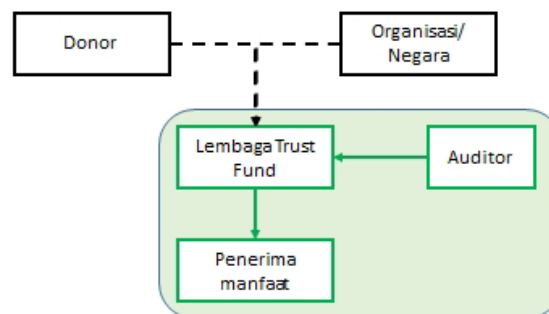 Donor
Organisasi/
Negara
Lembaga Trust
Fund
Auditor
Penerima
manfaat